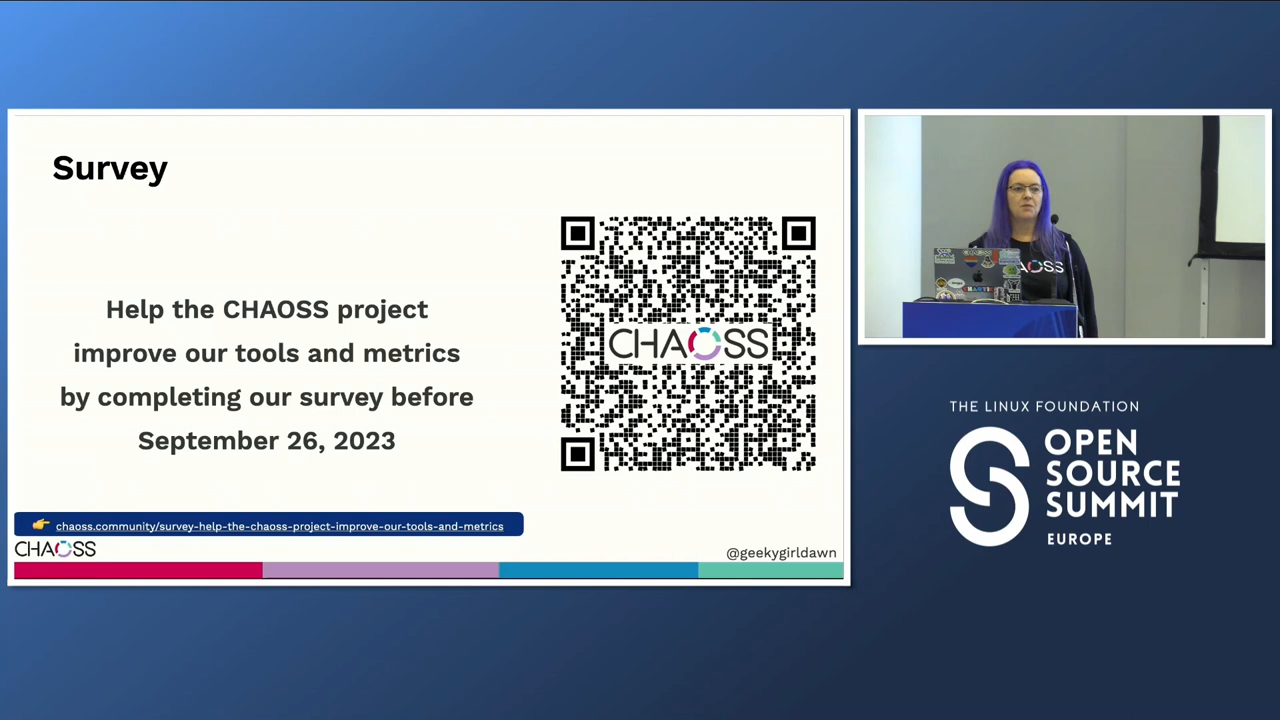 Survey
Help the CHAOSS project
improve our tools and metrics
by completing our survey before
September 26, 2023
CHAOSS
chaoss.community/survey-help-the-chaoss-project-improve-our-tools-and-metrics
CHAOSS
@geekygirldawn
THE LINUX FOUNDATION
OPEN
SOURCE
SUMMIT
EUROPE